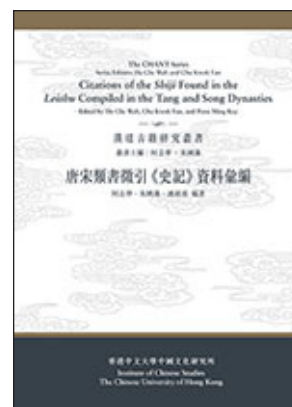 The CHANT Series
Series Editors: Ho Che Wah and Chu Kwok Fan
Citations of the Shiji Found in the
Leishu Compiled in the Tang and Song Dynasties
Edited by Ho Che Wah, Chu Kwok Fan, and Poon Ming Kay
漢達古籍研究叢書
叢書主編：何志華・朱國藩
唐宋類書徵引《史記》資料彙編
何志華・朱國藩・潘銘基 編著
香港中文大學中國文化研究所
Institute of Chinese Studies
The Chinese University of Hong Kong